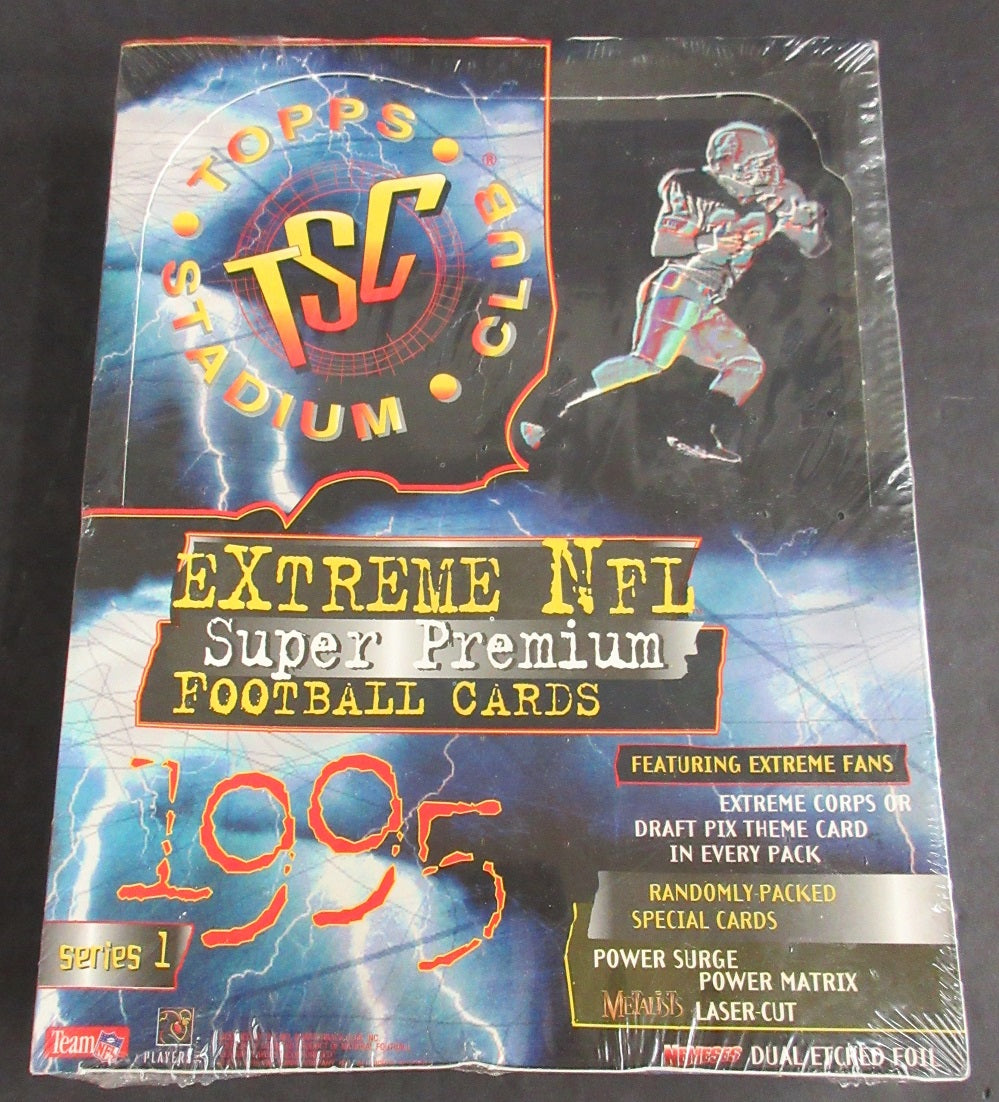 TOPPS
STADIUM
CLUB ®
TSC
EXTREME NFL
Super Premium
FOOTBALL CARDS
1995
FEATURING EXTREME FANS
EXTREME CORPS OR
DRAFT PIX THEME CARD
IN EVERY PACK
RANDOMLY-PACKED
SPECIAL CARDS
POWER SURGE
POWER MATRIX
METALISTS LASER-CUT
NEMESES DUAL ETCHED FOIL
series 1
Team NFL
PLAYERS